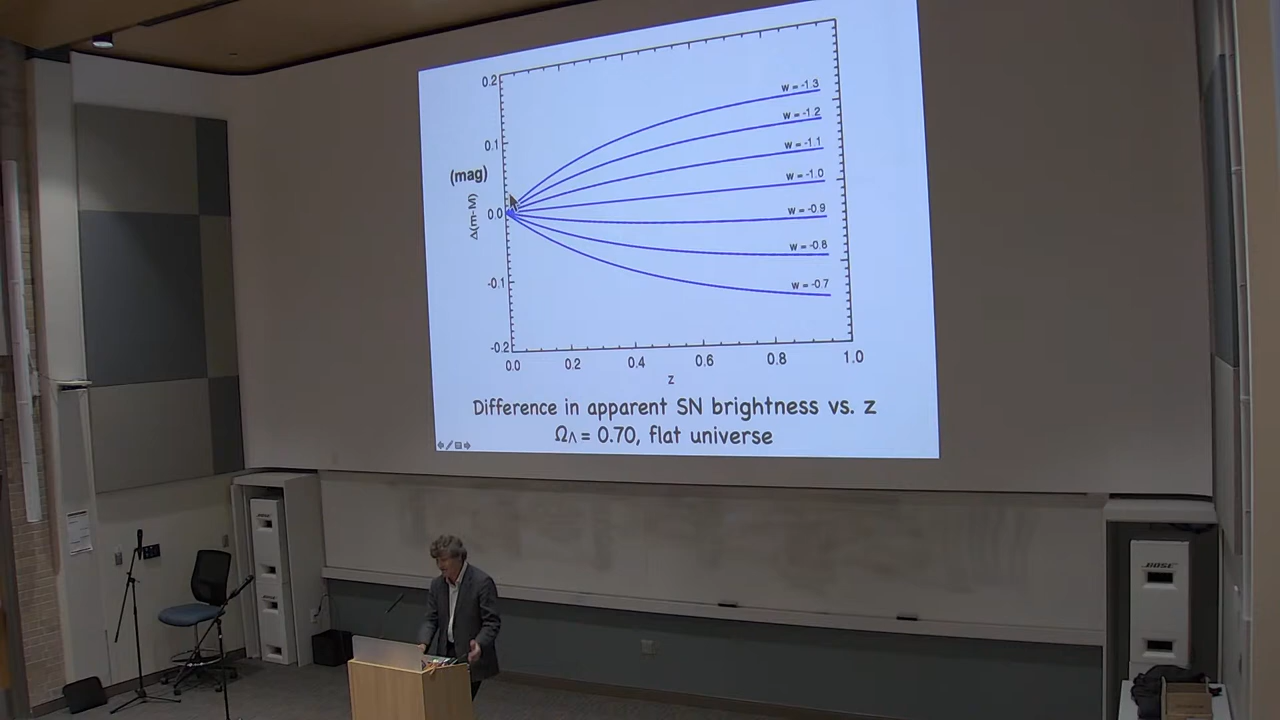 0.2
0.1
(mag)
Δ(m-M)
0.0
-0.1
-0.2
w = -1.3
w = -1.2
w = -1.1
w = -1.0
w = -0.9
w = -0.8
w = -0.7
0.0 0.2 0.4 0.6 0.8 1.0
z
Difference in apparent SN brightness vs. z
ΩΛ = 0.70, flat universe
BOSE
BOSE